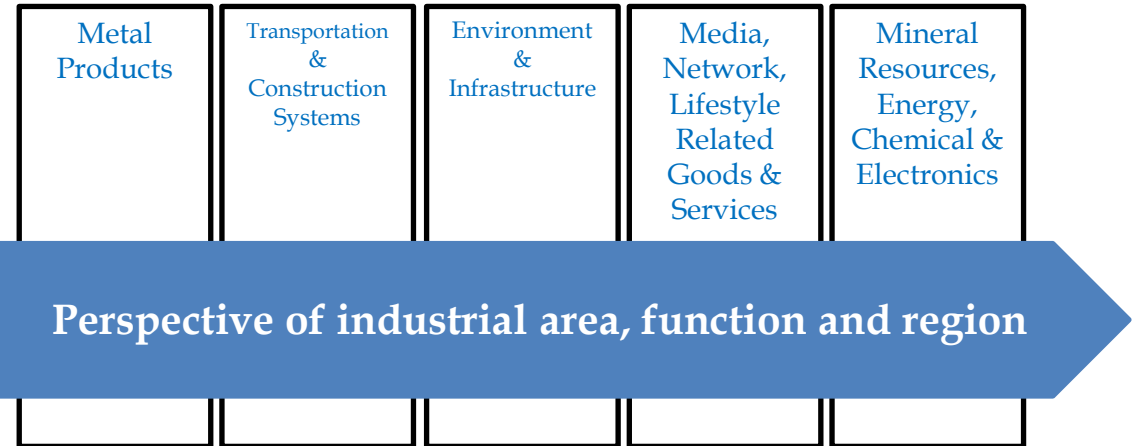 Metal
Products
Transportation
&
Construction
Systems
Environment
&
Infrastructure
Media,
Network,
Lifestyle
Related
Goods &
Services
Mineral
Resources,
Energy,
Chemical &
Electronics
Perspective of industrial area, function and region